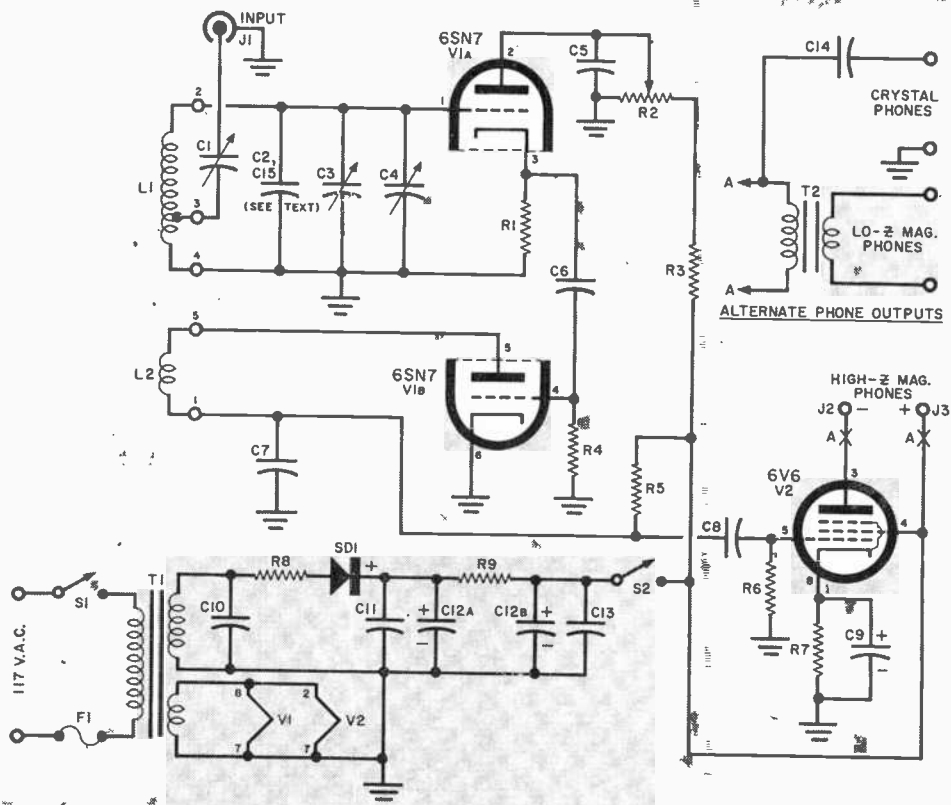 INPUT
J1
6SN7
V1A
2
C5
R2
C14
CRYSTAL
PHONES
2
1
C1
C2,
C15
(SEE TEXT)
C3
C4
3
L1
3
4
R1
C6
R3
A
T2
LO-Z MAG.
PHONES
A
ALTERNATE PHONE OUTPUTS
5
L2
1
5
6SN7
V1B
4
6
C7
R4
R5
HIGH-Z MAG.
PHONES
J2 − + J3
A A
3
6V6
V2
5
4
C8
8
1
R6
R7
C9
+
−
S1
T1
117 V.A.C.
F1
C10
R8
SD1
+
C11
+
C12A
−
R9
C12B
+
−
C13
S2
8
V1
7
2
V2
7